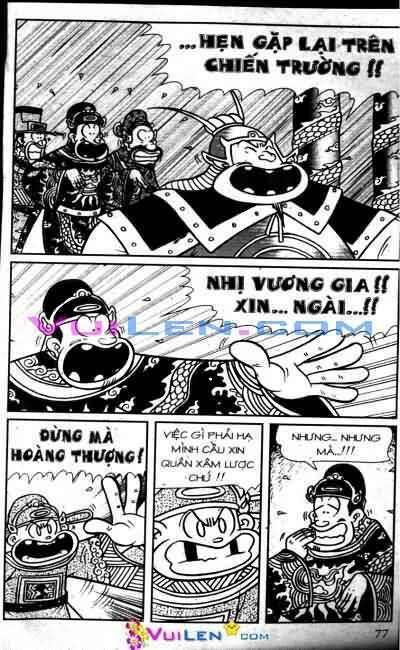 ...HẸN GẶP LẠI TRÊN
CHIẾN TRƯỜNG !!
NHỊ VƯƠNG GIA!!
XIN... NGÀI...!!
VuiLen.com
ĐỪNG MÀ
HOÀNG THƯỢNG!
VIỆC GÌ PHẢI HẠ
MÌNH CẦU XIN
QUÂN XÂM LƯỢC
CHỨ !!
NHƯNG... NHƯNG
MÀ...!!!
77
VuiLen.com